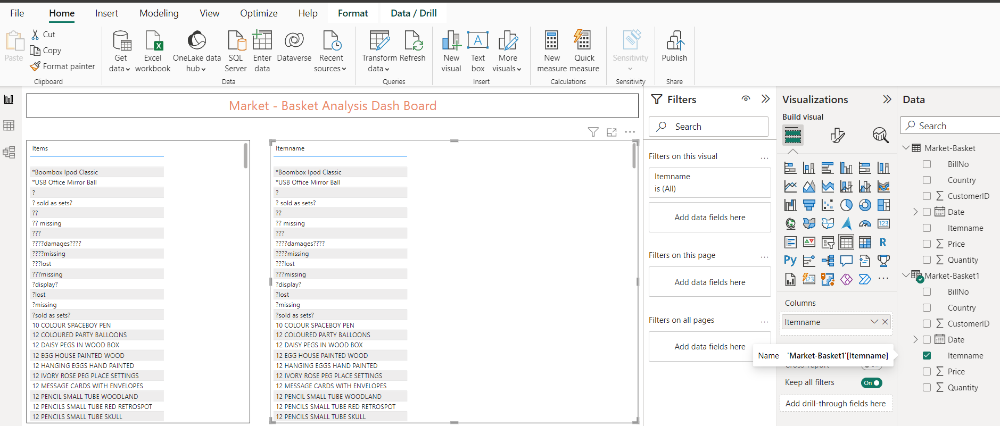 File Home Insert Modeling View Optimize Help Format Data / Drill
Paste
Cut
Copy
Format painter
Clipboard
Get data
Excel workbook
OneLake data hub
SQL Server
Enter data
Dataverse
Recent sources
Data
Transform data
Refresh
Queries
New visual
Text box
More visuals
Insert
New measure
Quick measure
Calculations
Sensitivity
Sensitivity
Publish
Share
Market - Basket Analysis Dash Board
Items
*Boombox Ipod Classic
*USB Office Mirror Ball
?
? sold as sets?
??
?? missing
???
????damages????
????missing
???lost
???missing
?display?
?lost
?missing
?sold as sets?
10 COLOUR SPACEBOY PEN
12 COLOURED PARTY BALLOONS
12 DAISY PEGS IN WOOD BOX
12 EGG HOUSE PAINTED WOOD
12 HANGING EGGS HAND PAINTED
12 IVORY ROSE PEG PLACE SETTINGS
12 MESSAGE CARDS WITH ENVELOPES
12 PENCIL SMALL TUBE WOODLAND
12 PENCILS SMALL TUBE RED RETROSPOT
12 PENCILS SMALL TUBE SKULL
Itemname
*Boombox Ipod Classic
*USB Office Mirror Ball
?
? sold as sets?
??
?? missing
???
????damages????
????missing
???lost
???missing
?display?
?lost
?missing
?sold as sets?
10 COLOUR SPACEBOY PEN
12 COLOURED PARTY BALLOONS
12 DAISY PEGS IN WOOD BOX
12 EGG HOUSE PAINTED WOOD
12 HANGING EGGS HAND PAINTED
12 IVORY ROSE PEG PLACE SETTINGS
12 MESSAGE CARDS WITH ENVELOPES
12 PENCIL SMALL TUBE WOODLAND
12 PENCILS SMALL TUBE RED RETROSPOT
12 PENCILS SMALL TUBE SKULL
Filters
Search
Filters on this visual
Itemname
is (All)
Add data fields here
Filters on this page
Add data fields here
Filters on all pages
Add data fields here
Visualizations
Build visual
123
R
Py
123
Columns
Itemname
Name 'Market-Basket1'[Itemname]
Keep all filters
On
Add drill-through fields here
Data
Search
Market-Basket
BillNo
Country
CustomerID
Date
Itemname
Price
Quantity
Market-Basket1
BillNo
Country
CustomerID
Date
Itemname
Price
Quantity